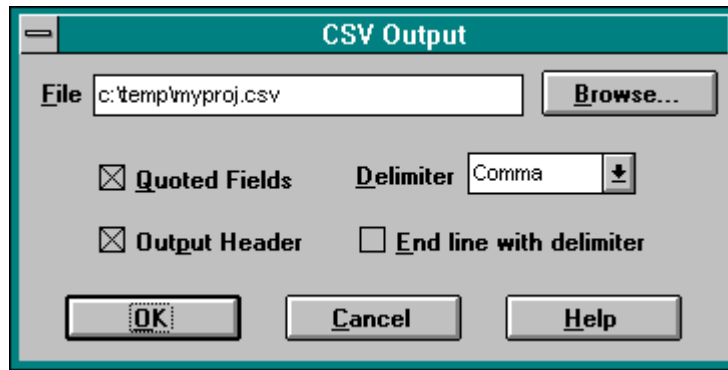 CSV Output
File c:\temp\myproj.csv Browse...
Quoted Fields Delimiter Comma
Output Header End line with delimiter
OK Cancel Help